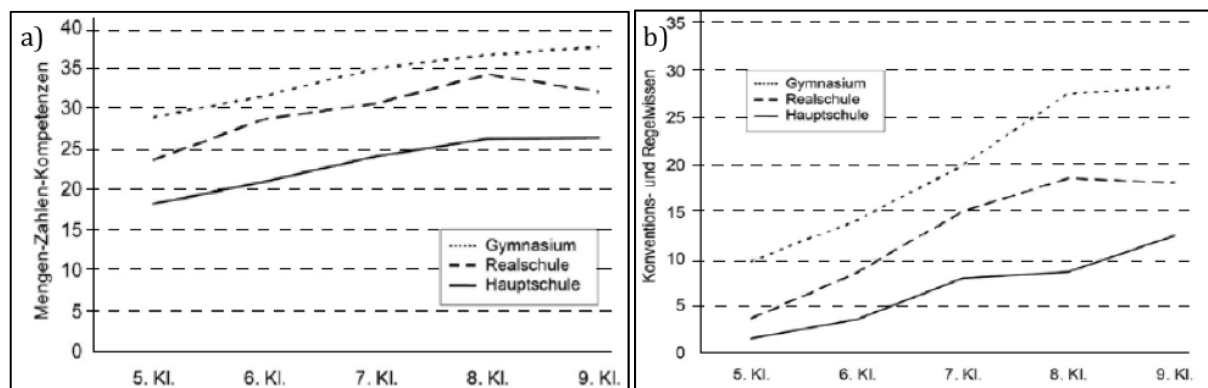 a)
Mengen-Zahlen-Kompetenzen
40
35
30
25
20
15
10
5
0
Gymnasium
Realschule
Hauptschule
5. Kl. 6. Kl. 7. Kl. 8. Kl. 9. Kl.
b)
Konventions- und Regelwissen
35
30
25
20
15
10
5
0
Gymnasium
Realschule
Hauptschule
5. Kl. 6. Kl. 7. Kl. 8. Kl. 9. Kl.